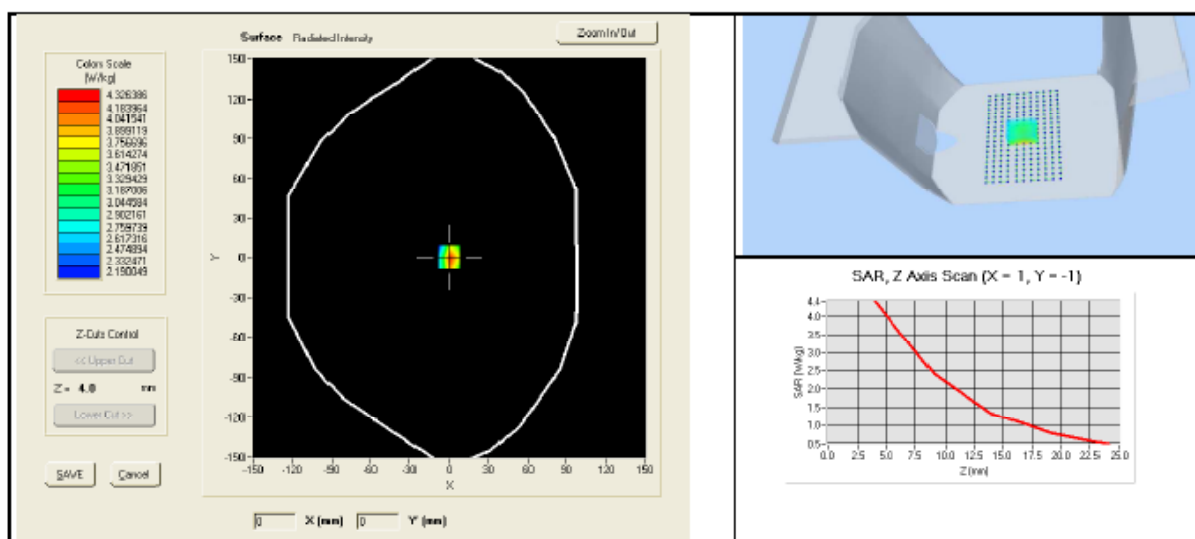 Surface Radiated Intensity
Zoom In/Out
Colors Scale
(W/kg)
4.326386
4.183964
4.041541
3.899119
3.756696
3.614274
3.471851
3.329429
3.187006
3.044584
2.902161
2.759739
2.617316
2.474894
2.332471
2.190049
Z-Cuts Control
<< Upper Cut
Z = 4.0 mm
Lower Cut >>
SAVE Cancel
150
120
90
60
30
0
-30
-60
-90
-120
-150
Y
-150 -120 -90 -60 -30 0 30 60 90 120 150
X
0 X (mm) 0 Y (mm)
SAR, Z Axis Scan (X = 1, Y = -1)
SAR (W/kg)
4.4
4.0
3.5
3.0
2.5
2.0
1.5
1.0
0.5
0.0 2.5 5.0 7.5 10.0 12.5 15.0 17.5 20.0 22.5 25.0
Z (mm)